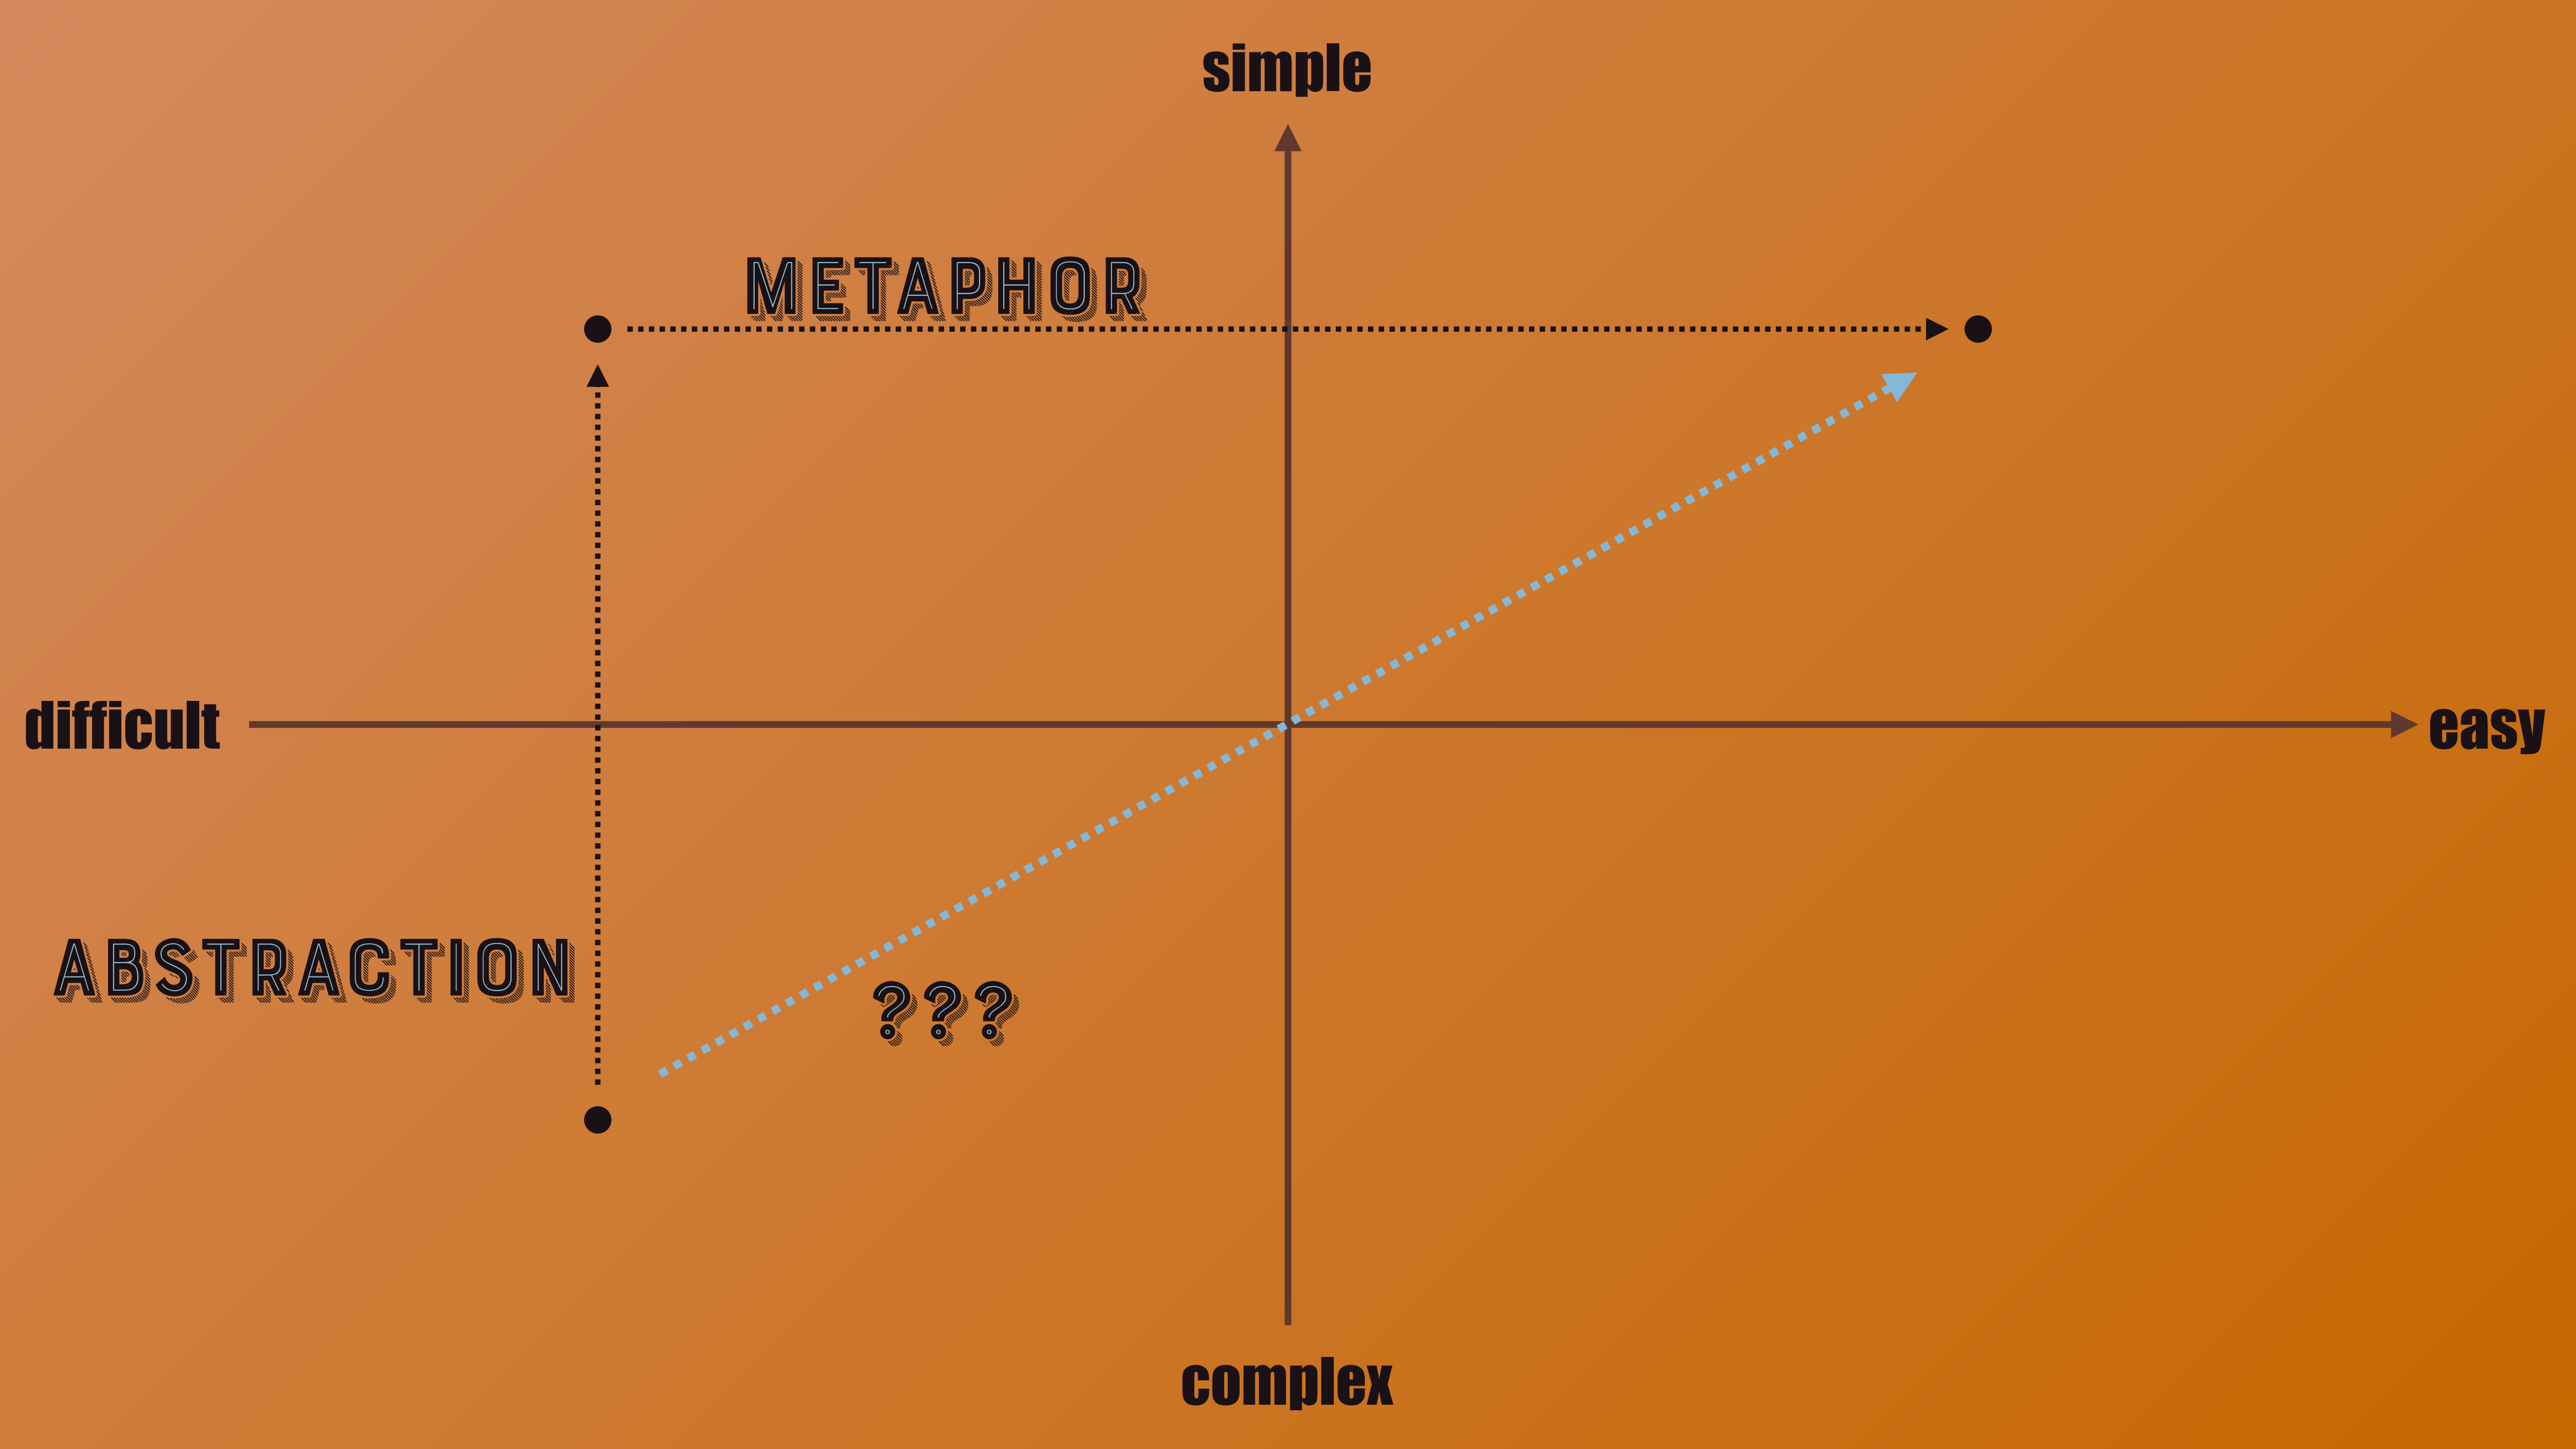 simple
METAPHOR
difficult
easy
ABSTRACTION
???
complex